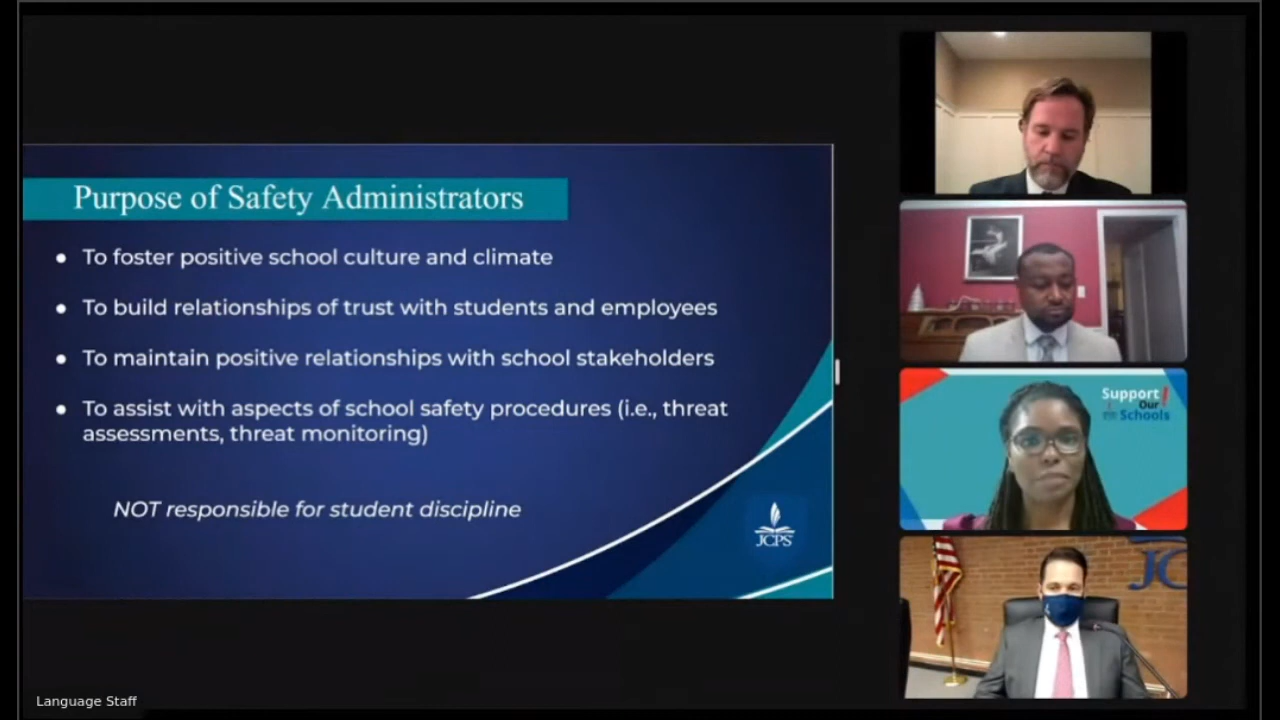 Purpose of Safety Administrators
● To foster positive school culture and climate
● To build relationships of trust with students and employees
● To maintain positive relationships with school stakeholders
● To assist with aspects of school safety procedures (i.e., threat
assessments, threat monitoring)
NOT responsible for student discipline
JCPS
Support
Our
Schools
!
JC
Language Staff